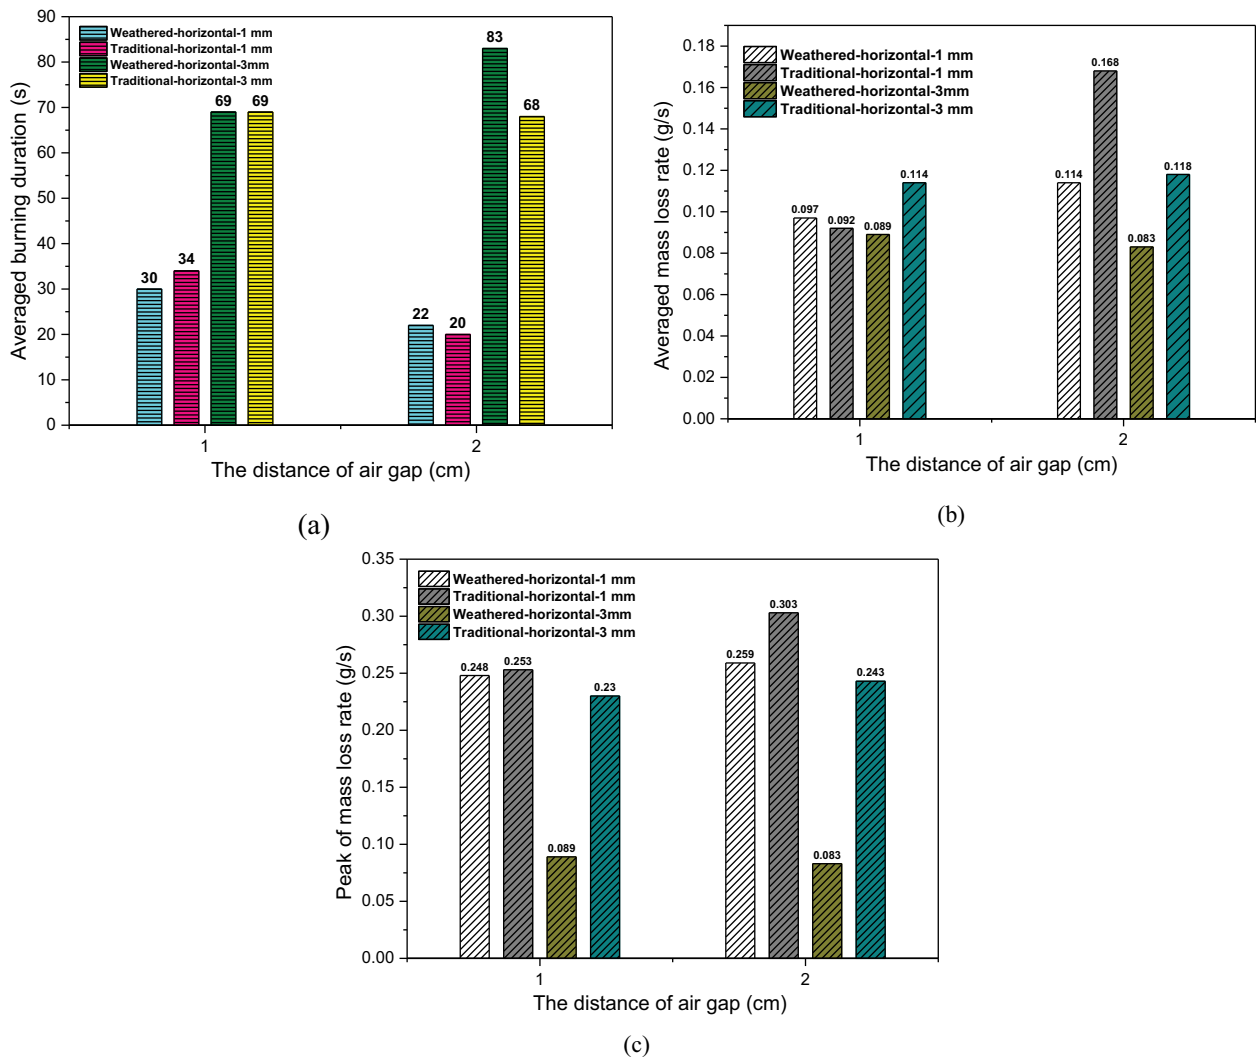 90
80
70
60
50
40
30
20
10
0
Averaged burning duration (s)
Weathered-horizontal-1 mm
Traditional-horizontal-1 mm
Weathered-horizontal-3mm
Traditional-horizontal-3 mm
30
34
69
69
22
20
83
68
1
2
The distance of air gap (cm)
(a)
0.18
0.16
0.14
0.12
0.10
0.08
0.06
0.04
0.02
0.00
Averaged mass loss rate (g/s)
Weathered-horizontal-1 mm
Traditional-horizontal-1 mm
Weathered-horizontal-3mm
Traditional-horizontal-3 mm
0.097
0.092
0.089
0.114
0.114
0.168
0.083
0.118
1
2
The distance of air gap (cm)
(b)
0.35
0.30
0.25
0.20
0.15
0.10
0.05
0.00
Peak of mass loss rate (g/s)
Weathered-horizontal-1 mm
Traditional-horizontal-1 mm
Weathered-horizontal-3mm
Traditional-horizontal-3 mm
0.248
0.253
0.089
0.23
0.259
0.303
0.083
0.243
1
2
The distance of air gap (cm)
(c)